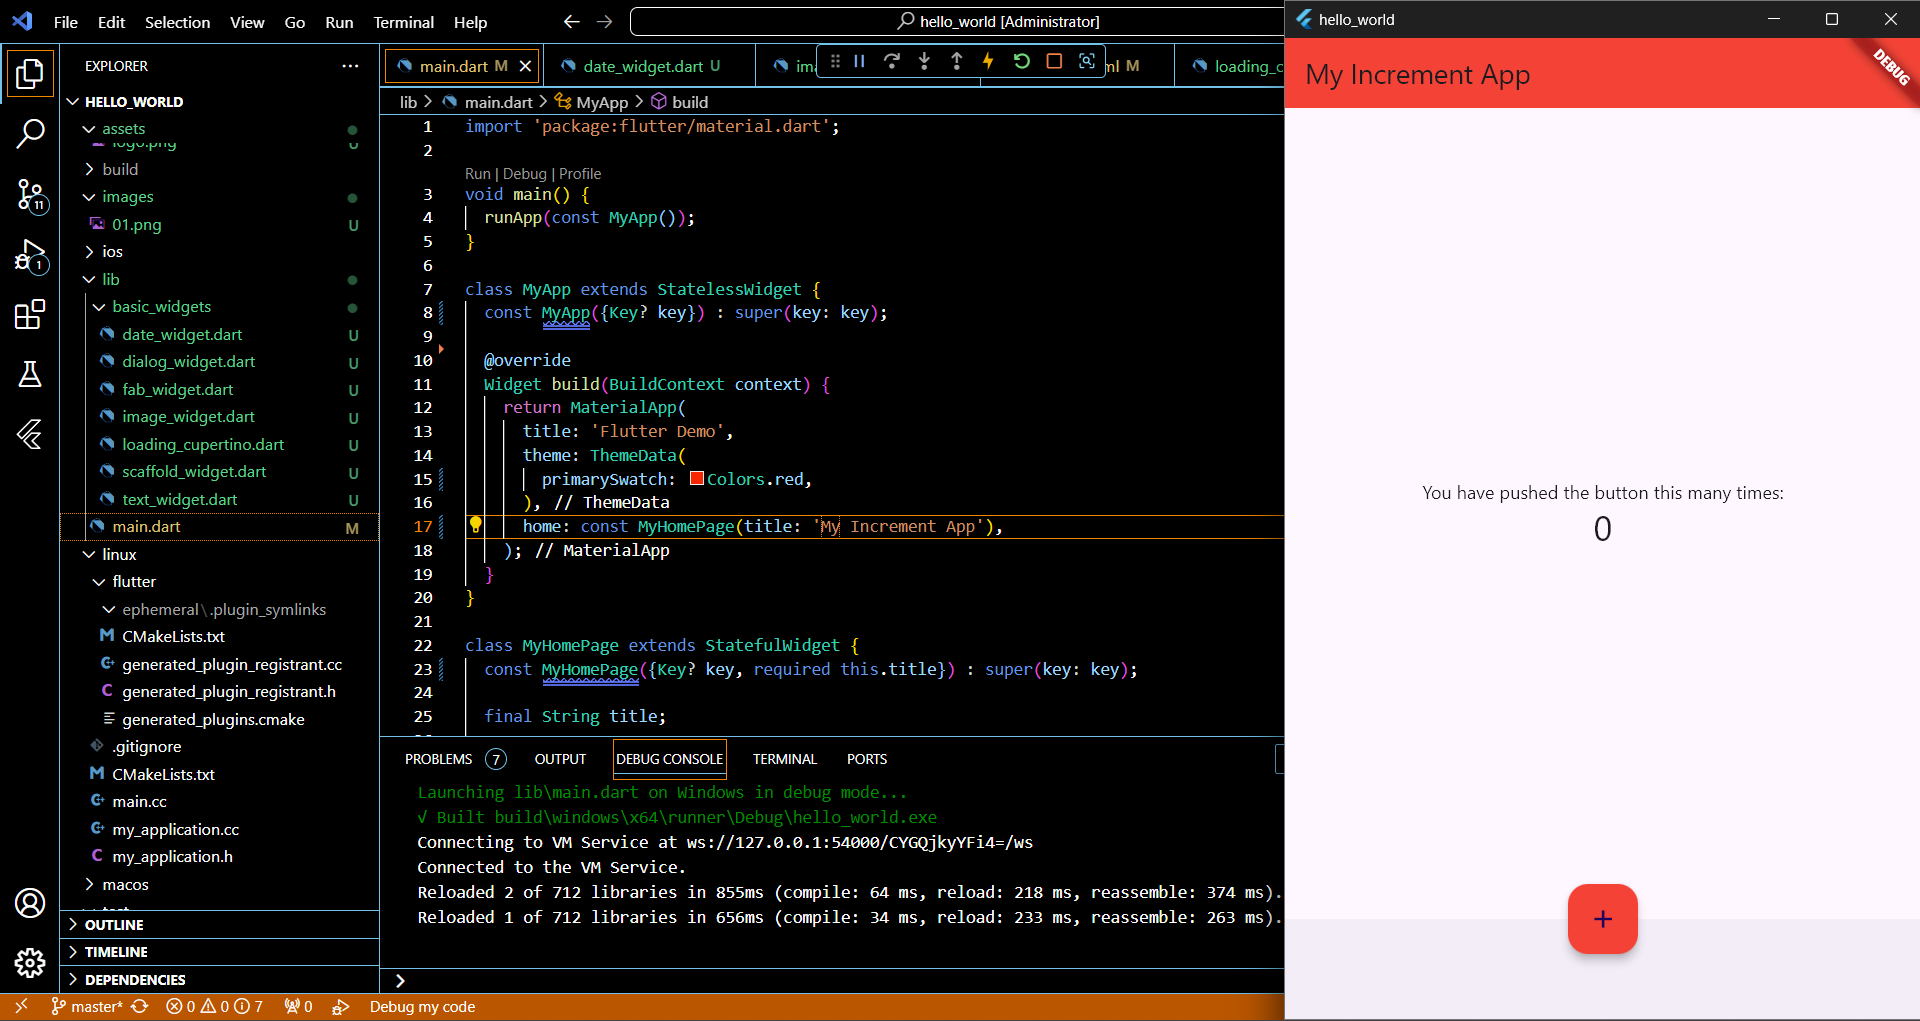 File Edit Selection View Go Run Terminal Help
hello_world [Administrator]
EXPLORER
HELLO_WORLD
assets
logo.png U
build
images
01.png U
ios
lib
basic_widgets
date_widget.dart U
dialog_widget.dart U
fab_widget.dart U
image_widget.dart U
loading_cupertino.dart U
scaffold_widget.dart U
text_widget.dart U
main.dart M
linux
flutter
ephemeral\.plugin_symlinks
CMakeLists.txt
generated_plugin_registrant.cc
generated_plugin_registrant.h
generated_plugins.cmake
.gitignore
CMakeLists.txt
main.cc
my_application.cc
my_application.h
macos
OUTLINE
TIMELINE
DEPENDENCIES
11
1
main.dart M date_widget.dart U
M
lib > main.dart > MyApp > build
1 import 'package:flutter/material.dart';
2
Run | Debug | Profile
3 void main() {
4 runApp(const MyApp());
5 }
6
7 class MyApp extends StatelessWidget {
8 const MyApp({Key? key}) : super(key: key);
9
10 @override
11 Widget build(BuildContext context) {
12 return MaterialApp(
13 title: 'Flutter Demo',
14 theme: ThemeData(
15 primarySwatch: Colors.red,
16 ), // ThemeData
17 home: const MyHomePage(title: 'My Increment App'),
18 ); // MaterialApp
19 }
20 }
21
22 class MyHomePage extends StatefulWidget {
23 const MyHomePage({Key? key, required this.title}) : super(key: key);
24
25 final String title;
PROBLEMS 7 OUTPUT DEBUG CONSOLE TERMINAL PORTS
Launching lib\main.dart on Windows in debug mode...
√ Built build\windows\x64\runner\Debug\hello_world.exe
Connecting to VM Service at ws://127.0.0.1:54000/CYGQjkyYFi4=/ws
Connected to the VM Service.
Reloaded 2 of 712 libraries in 855ms (compile: 64 ms, reload: 218 ms, reassemble: 374 ms).
Reloaded 1 of 712 libraries in 656ms (compile: 34 ms, reload: 233 ms, reassemble: 263 ms).
master* 0 0 7 0 Debug my code
hello_world
My Increment App
DEBUG
You have pushed the button this many times:
0
+